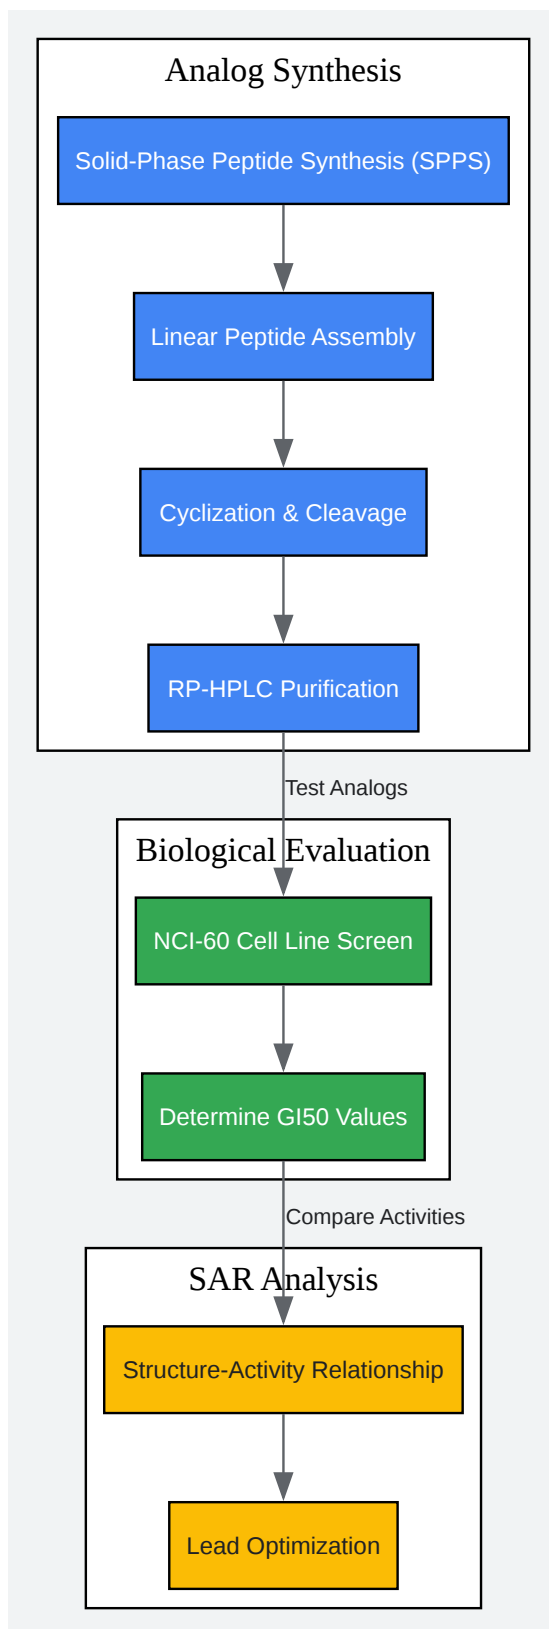 Analog Synthesis
Solid-Phase Peptide Synthesis (SPPS)
Linear Peptide Assembly
Cyclization & Cleavage
RP-HPLC Purification
Test Analogs
Biological Evaluation
NCI-60 Cell Line Screen
Determine GI50 Values
Compare Activities
SAR Analysis
Structure-Activity Relationship
Lead Optimization